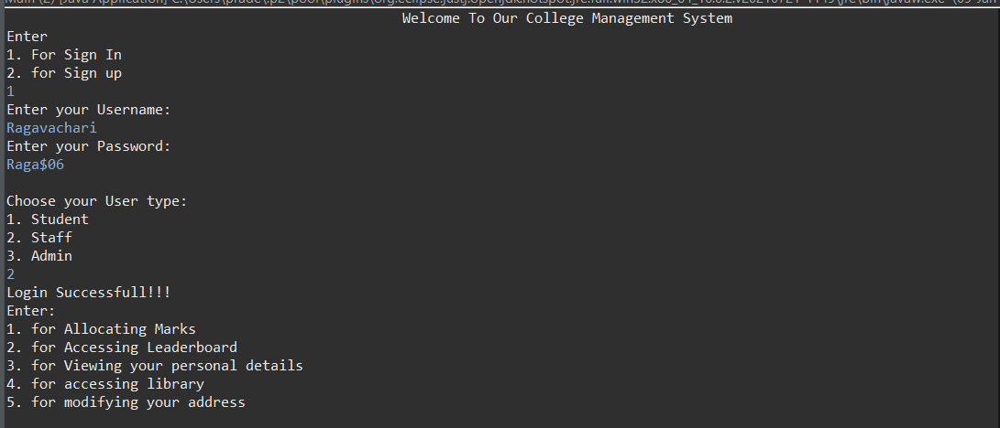 Welcome To Our College Management System
Enter
1. For Sign In
2. for Sign up
1
Enter your Username:
Ragavachari
Enter your Password:
Raga$06
Choose your User type:
1. Student
2. Staff
3. Admin
2
Login Successfull!!!
Enter:
1. for Allocating Marks
2. for Accessing Leaderboard
3. for Viewing your personal details
4. for accessing library
5. for modifying your address